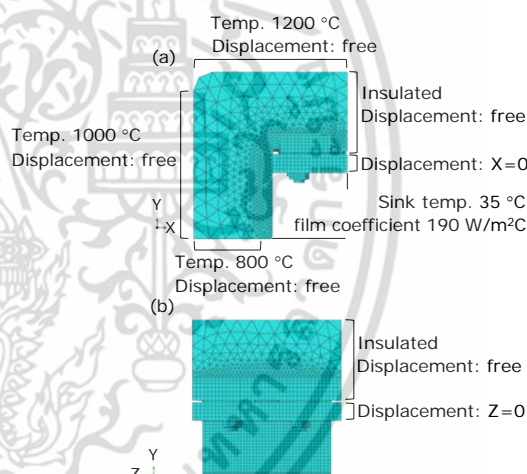 Temp. 1200 °C
Displacement: free
(a)
Insulated
Displacement: free
Temp. 1000 °C
Displacement: free
Displacement: X=0
Sink temp. 35 °C
film coefficient 190 W/m²C
Y
X
Temp. 800 °C
Displacement: free
(b)
Insulated
Displacement: free
Displacement: Z=0
Y
Z